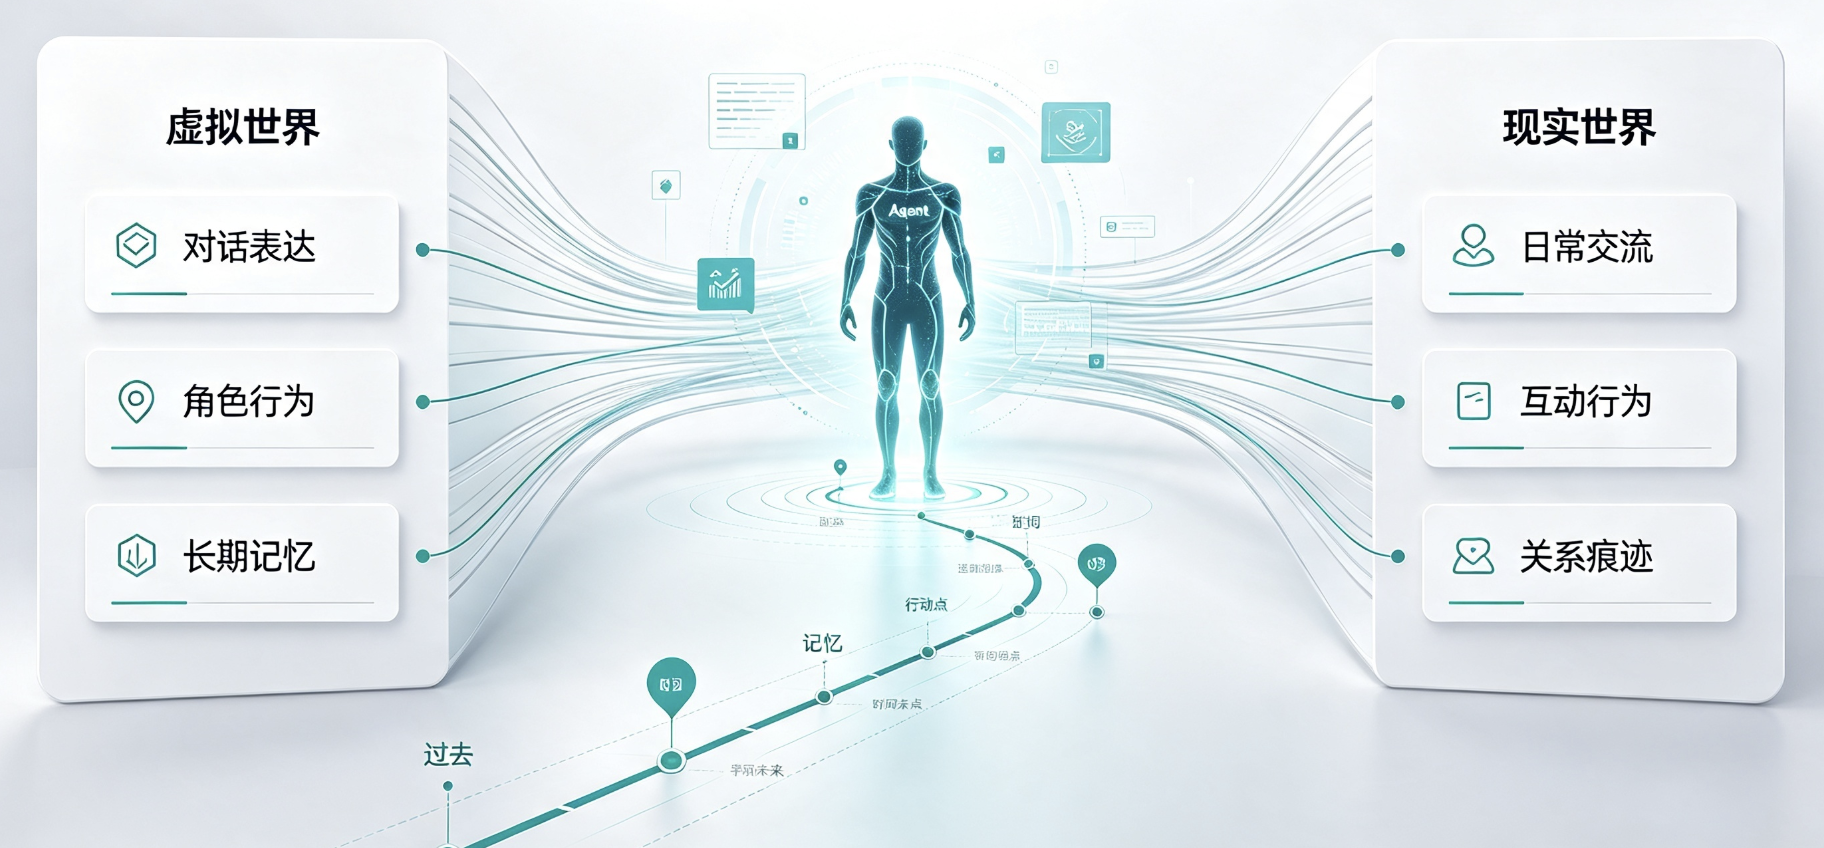 虚拟世界
对话表达
角色行为
长期记忆
Agent
现实世界
日常交流
互动行为
关系痕迹
行动点
记忆
过去